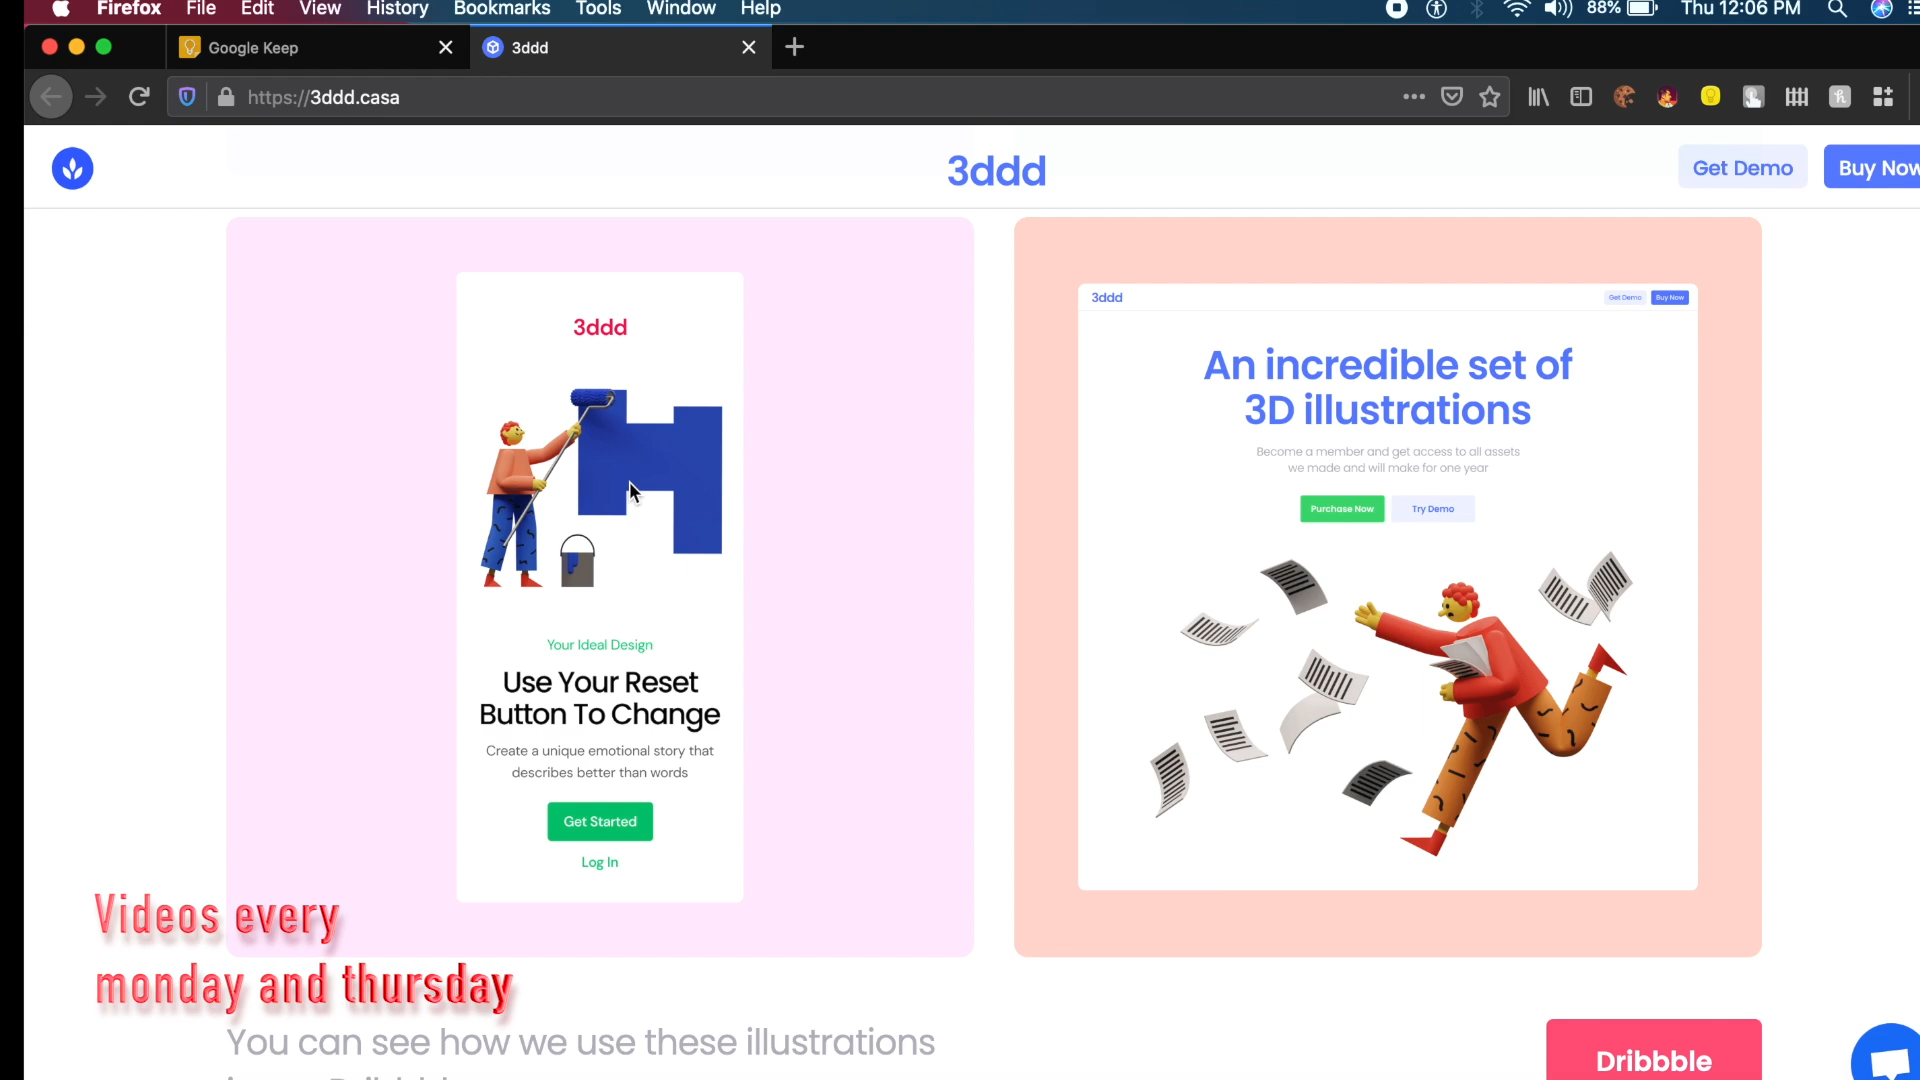 Firefox File Edit View History Bookmarks Tools Window Help 88% Thu 12:06 PM
Google Keep 3ddd
https://3ddd.casa
3ddd Get Demo Buy Now
3ddd
Your Ideal Design
Use Your Reset
Button To Change
Create a unique emotional story that
describes better than words
Get Started
Log In
3ddd Get Demo Buy Now
An incredible set of
3D illustrations
Become a member and get access to all assets
we made and will make for one year
Purchase Now Try Demo
Videos every
monday and thursday
You can see how we use these illustrations
Dribbble